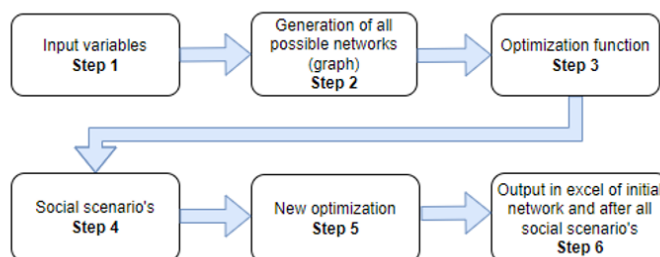 Input variables
Step 1
Generation of all
possible networks
(graph)
Step 2
Optimization function
Step 3
Social scenario's
Step 4
New optimization
Step 5
Output in excel of initial
network and after all
social scenario's
Step 6